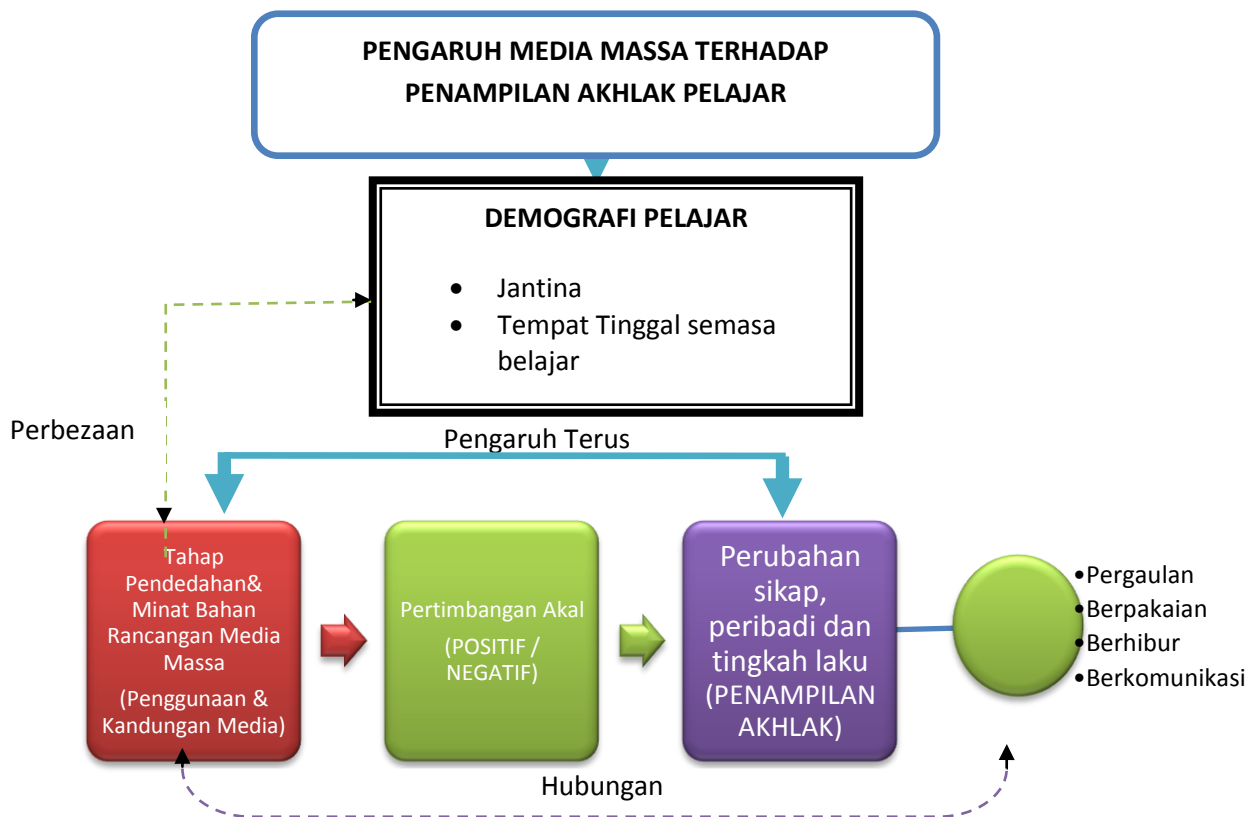 PENGARUH MEDIA MASSA TERHADAP
PENAMPILAN AKHLAK PELAJAR
DEMOGRAFI PELAJAR
• Jantina
• Tempat Tinggal semasa
belajar
Perbezaan
Pengaruh Terus
Tahap
Pendedahan&
Minat Bahan
Rancangan Media
Massa
(Penggunaan &
Kandungan Media)
Pertimbangan Akal
(POSITIF /
NEGATIF)
Perubahan
sikap,
peribadi dan
tingkah laku
(PENAMPILAN
AKHLAK)
•Pergaulan
•Berpakaian
•Berhibur
•Berkomunikasi
Hubungan